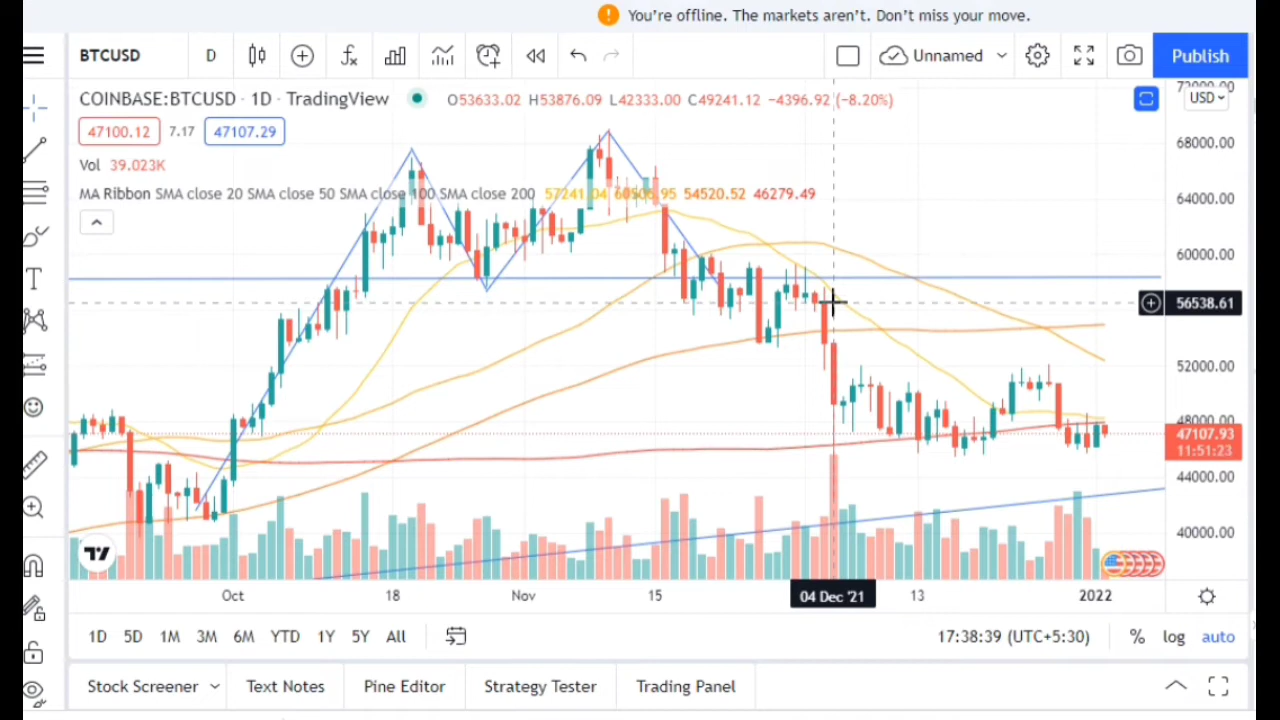 You're offline. The markets aren't. Don't miss your move.
BTCUSD D Unnamed Publish
COINBASE:BTCUSD · 1D · TradingView O53633.02 H53876.09 L42333.00 C49241.12 −4396.92 (−8.20%)
USD
72000.00
47100.12 7.17 47107.29
68000.00
Vol 39.023K
MA Ribbon SMA close 20 SMA close 50 SMA close 100 SMA close 200 57241.04 54520.52 46279.49
64000.00
60000.00
56538.61
52000.00
48000.00
47107.93
11:51:23
44000.00
40000.00
Oct 18 Nov 15 04 Dec '21 13 2022
1D 5D 1M 3M 6M YTD 1Y 5Y All 17:38:39 (UTC+5:30) % log auto
Stock Screener Text Notes Pine Editor Strategy Tester Trading Panel